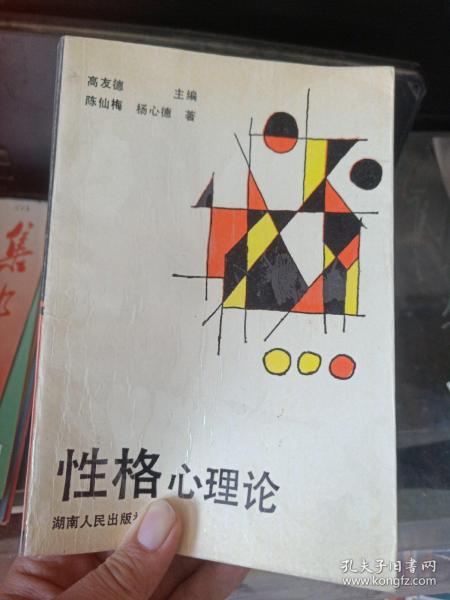 高友德 主编
陈仙梅 杨心德 著
性格心理论
湖南人民出版
集
孔夫子旧书网
www.kongfz.com